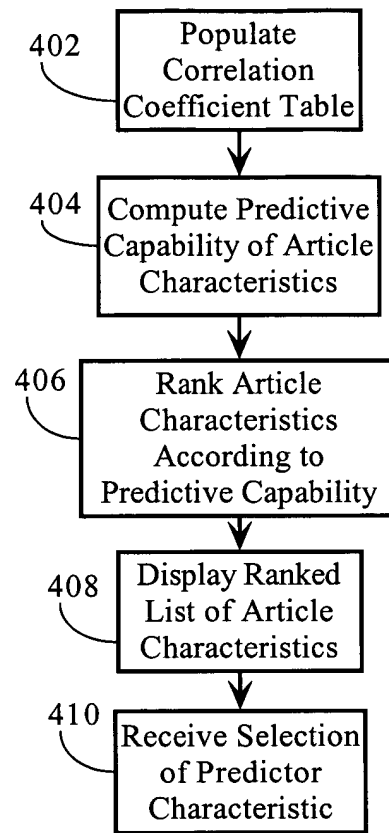 402
Populate
Correlation
Coefficient Table
404
Compute Predictive
Capability of Article
Characteristics
406
Rank Article
Characteristics
According to
Predictive Capability
408
Display Ranked
List of Article
Characteristics
410
Receive Selection
of Predictor
Characteristic